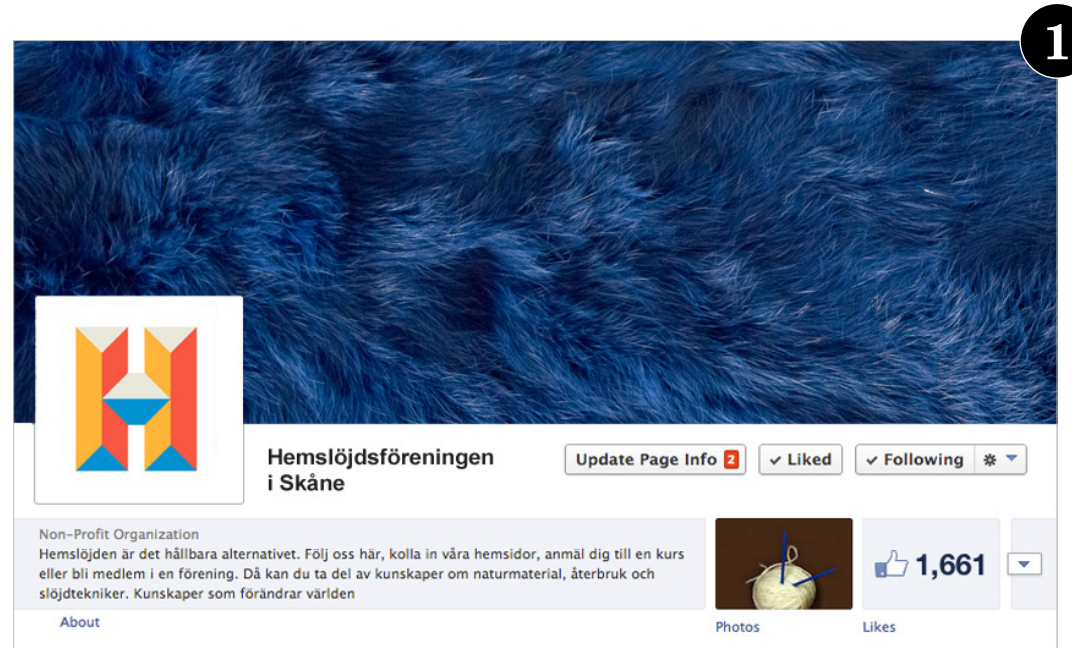 1
Hemslöjdsföreningen
i Skåne
Update Page Info 2
✓ Liked
✓ Following
Non-Profit Organization
Hemslöjden är det hållbara alternativet. Följ oss här, kolla in våra hemsidor, anmäl dig till en kurs
eller bli medlem i en förening. Då kan du ta del av kunskaper om naturmaterial, återbruk och
slöjdtekniker. Kunskaper som förändrar världen
About
Photos
1,661
Likes